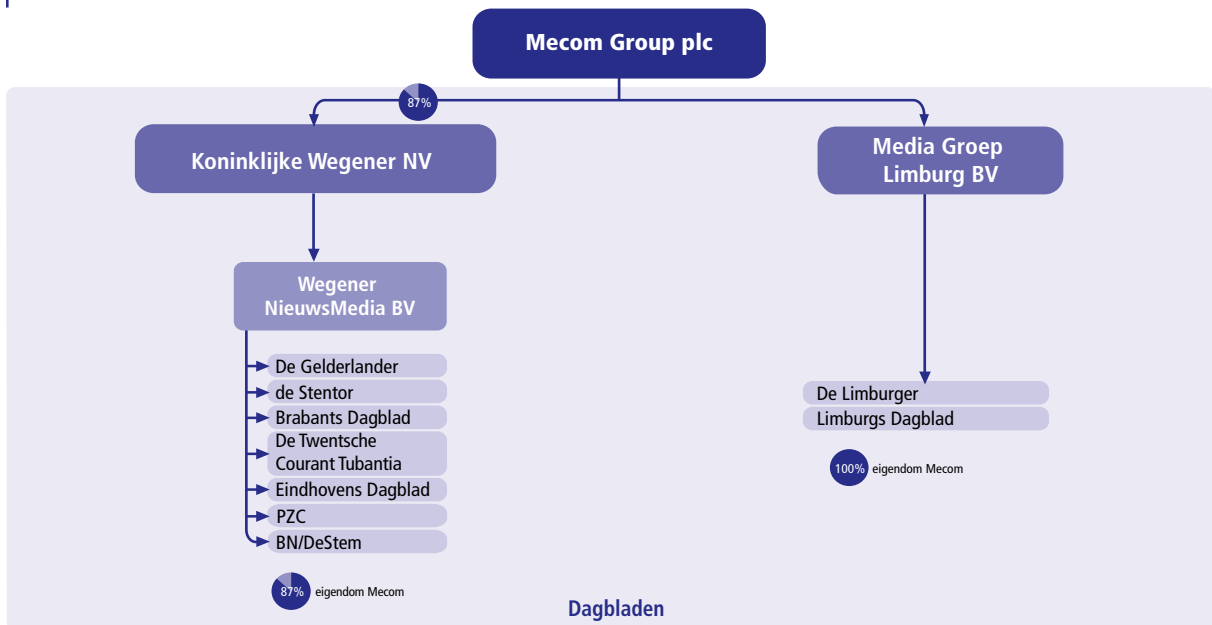 Mecom Group plc
87%
Koninklijke Wegener NV
Media Groep
Limburg BV
Wegener
NieuwsMedia BV
De Gelderlander
de Stentor
Brabants Dagblad
De Twentsche
Courant Tubantia
Eindhovens Dagblad
PZC
BN/DeStem
87% eigendom Mecom
De Limburger
Limburgs Dagblad
100% eigendom Mecom
Dagbladen